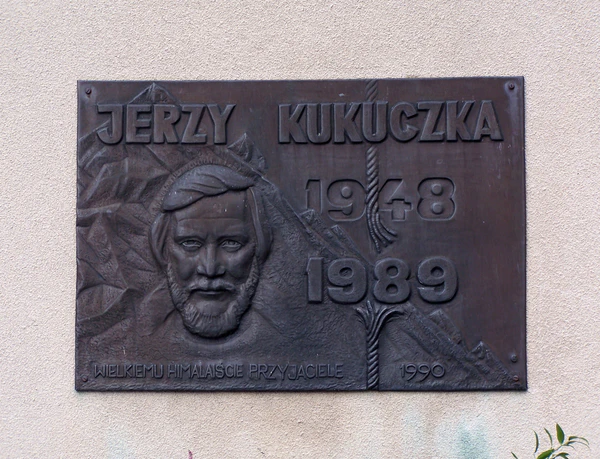 JERZY KUKUCZKA
1948
1989
WIELKIEMU HIMALAIŚCIE PRZYJACIELE 1990